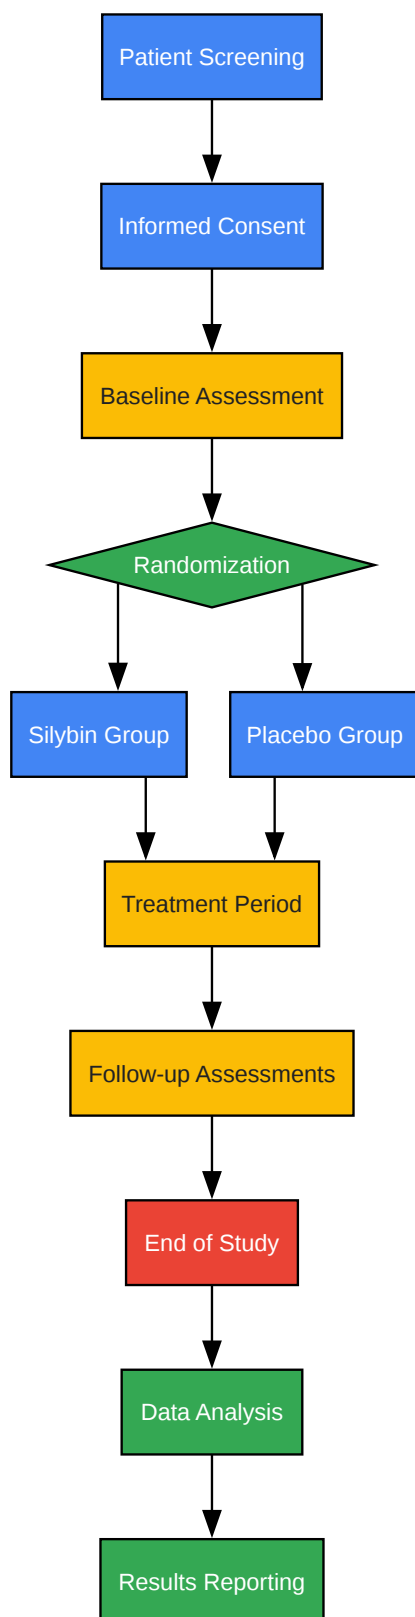 Patient Screening
Informed Consent
Baseline Assessment
Randomization
Silybin Group
Placebo Group
Treatment Period
Follow-up Assessments
End of Study
Data Analysis
Results Reporting